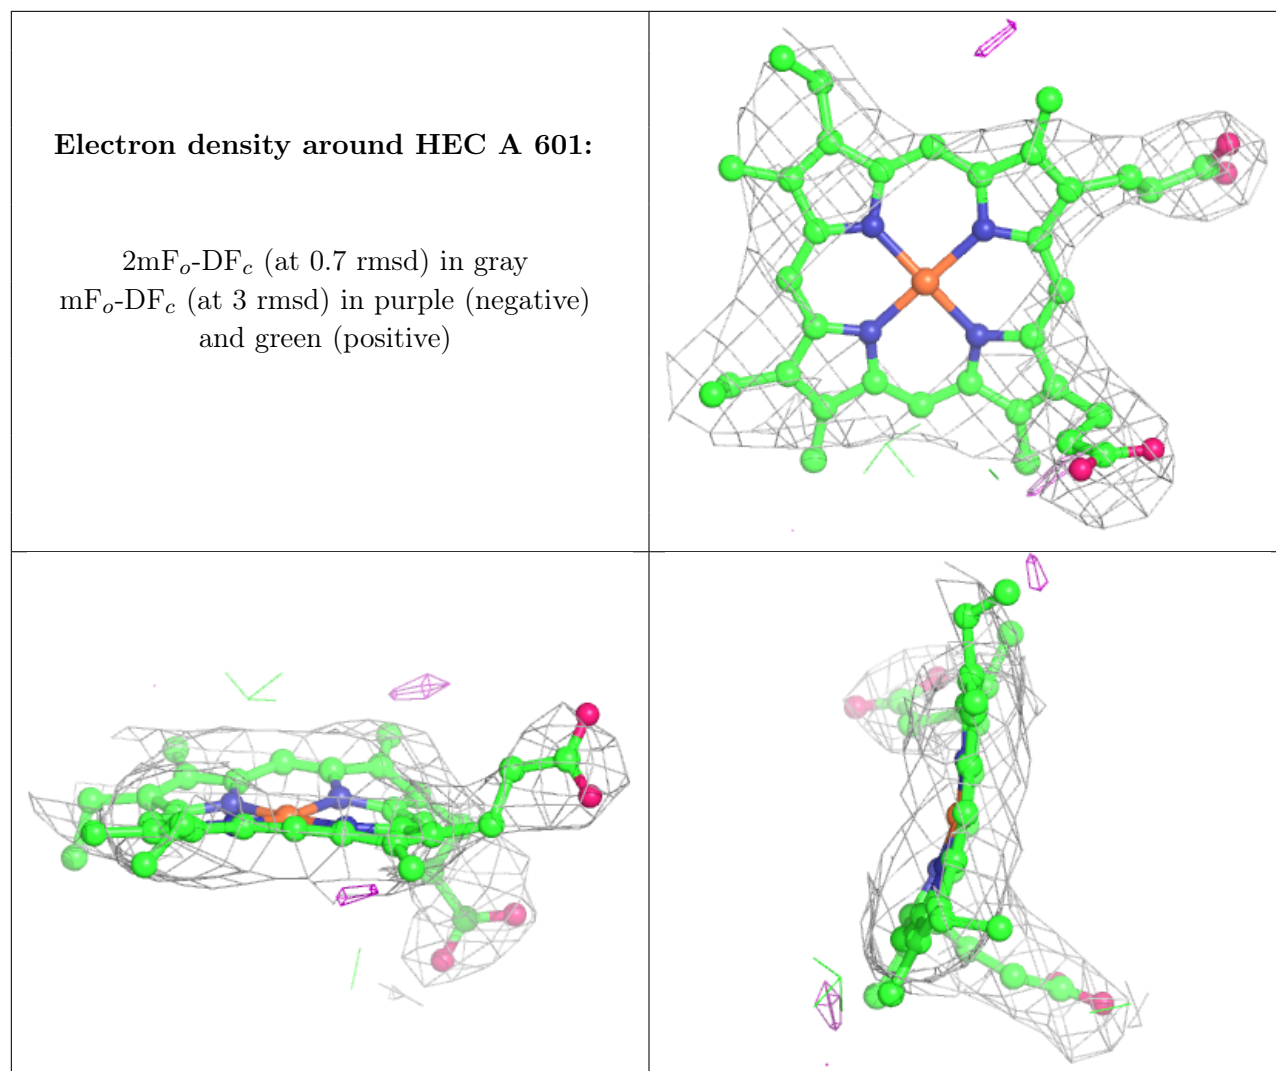 Electron density around HEC A 601:
2mFₒ-DF𝒸 (at 0.7 rmsd) in gray
mFₒ-DF𝒸 (at 3 rmsd) in purple (negative)
and green (positive)